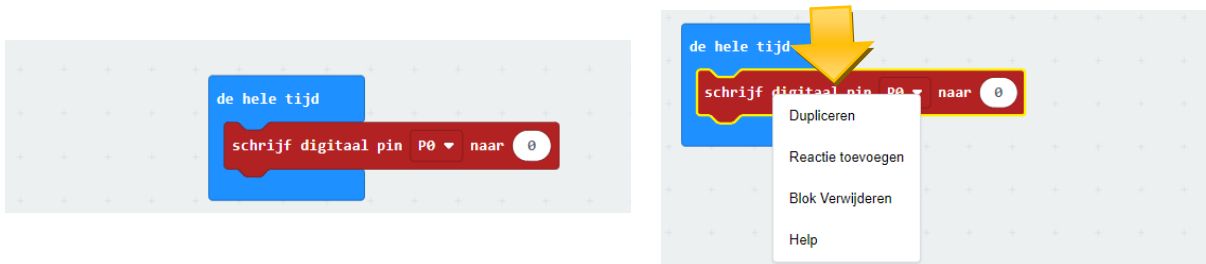 de hele tijd
schrijf digitaal pin P0 naar 0
de hele tijd
schrijf digitaal pin P0 naar 0
Dupliceren
Reactie toevoegen
Blok Verwijderen
Help